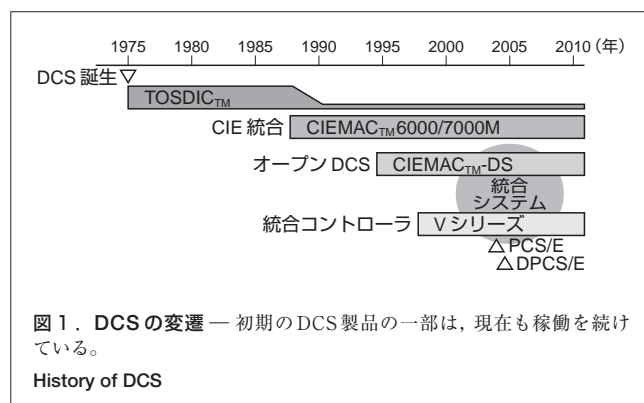 1975 1980 1985 1990 1995 2000 2005 2010 (年)
DCS 誕生▽
TOSDIC™
CIE 統合 CIEMAC™6000/7000M
オープン DCS CIEMAC™-DS
統合
システム
統合コントローラ Vシリーズ
△ PCS/E
△ DPCS/E
図1. DCSの変遷 — 初期のDCS製品の一部は,現在も稼働を続け
ている。
History of DCS